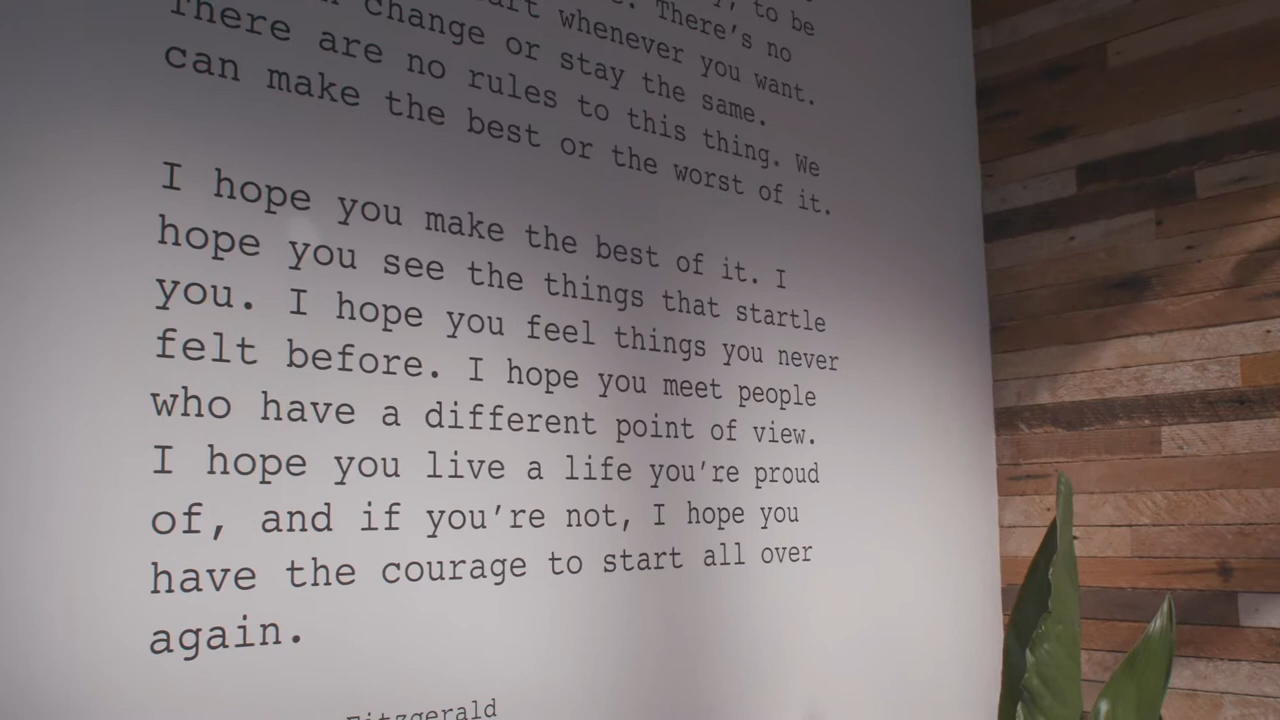 to be
whenever you want. There's no
change or stay the same.
There are no rules to this thing. We
can make the best or the worst of it.
I hope you make the best of it. I
hope you see the things that startle
you. I hope you feel things you never
felt before. I hope you meet people
who have a different point of view.
I hope you live a life you're proud
of, and if you're not, I hope you
have the courage to start all over
again.
Fitzgerald